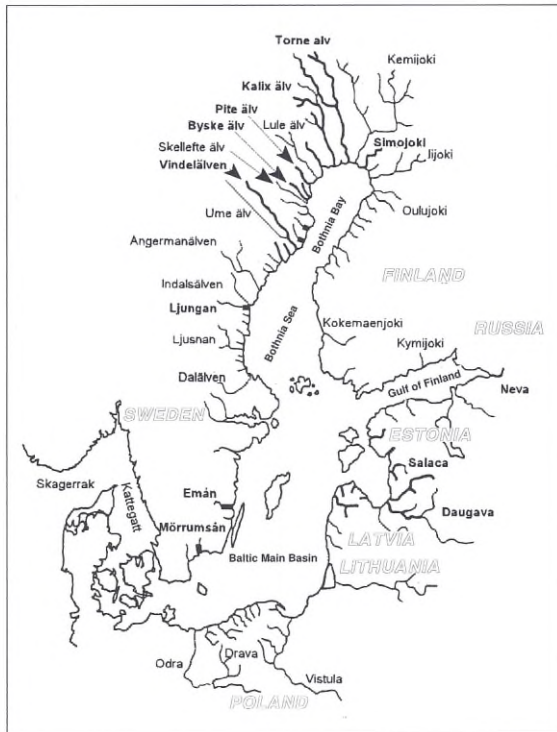 Torne alv
Kemijoki
Kalix älv
Pite älv
Lule älv
Byske älv
Simojoki
Skellefte älv
Iijoki
Vindelälven
Oulujoki
Ume älv
Bothnia Bay
Angermanälven
FINLAND
Indalsälven
Ljungan
Bothnia Sea
Kokemaenjoki
RUSSIA
Ljusnan
Kymijoki
Gulf of Finland
Dalälven
Neva
SWEDEN
ESTONIA
Salaca
Skagerrak
Kattegatt
Emån
Daugava
Mörrumsån
LATVIA
Baltic Main Basin
LITHUANIA
Odra
Drava
Vistula
POLAND